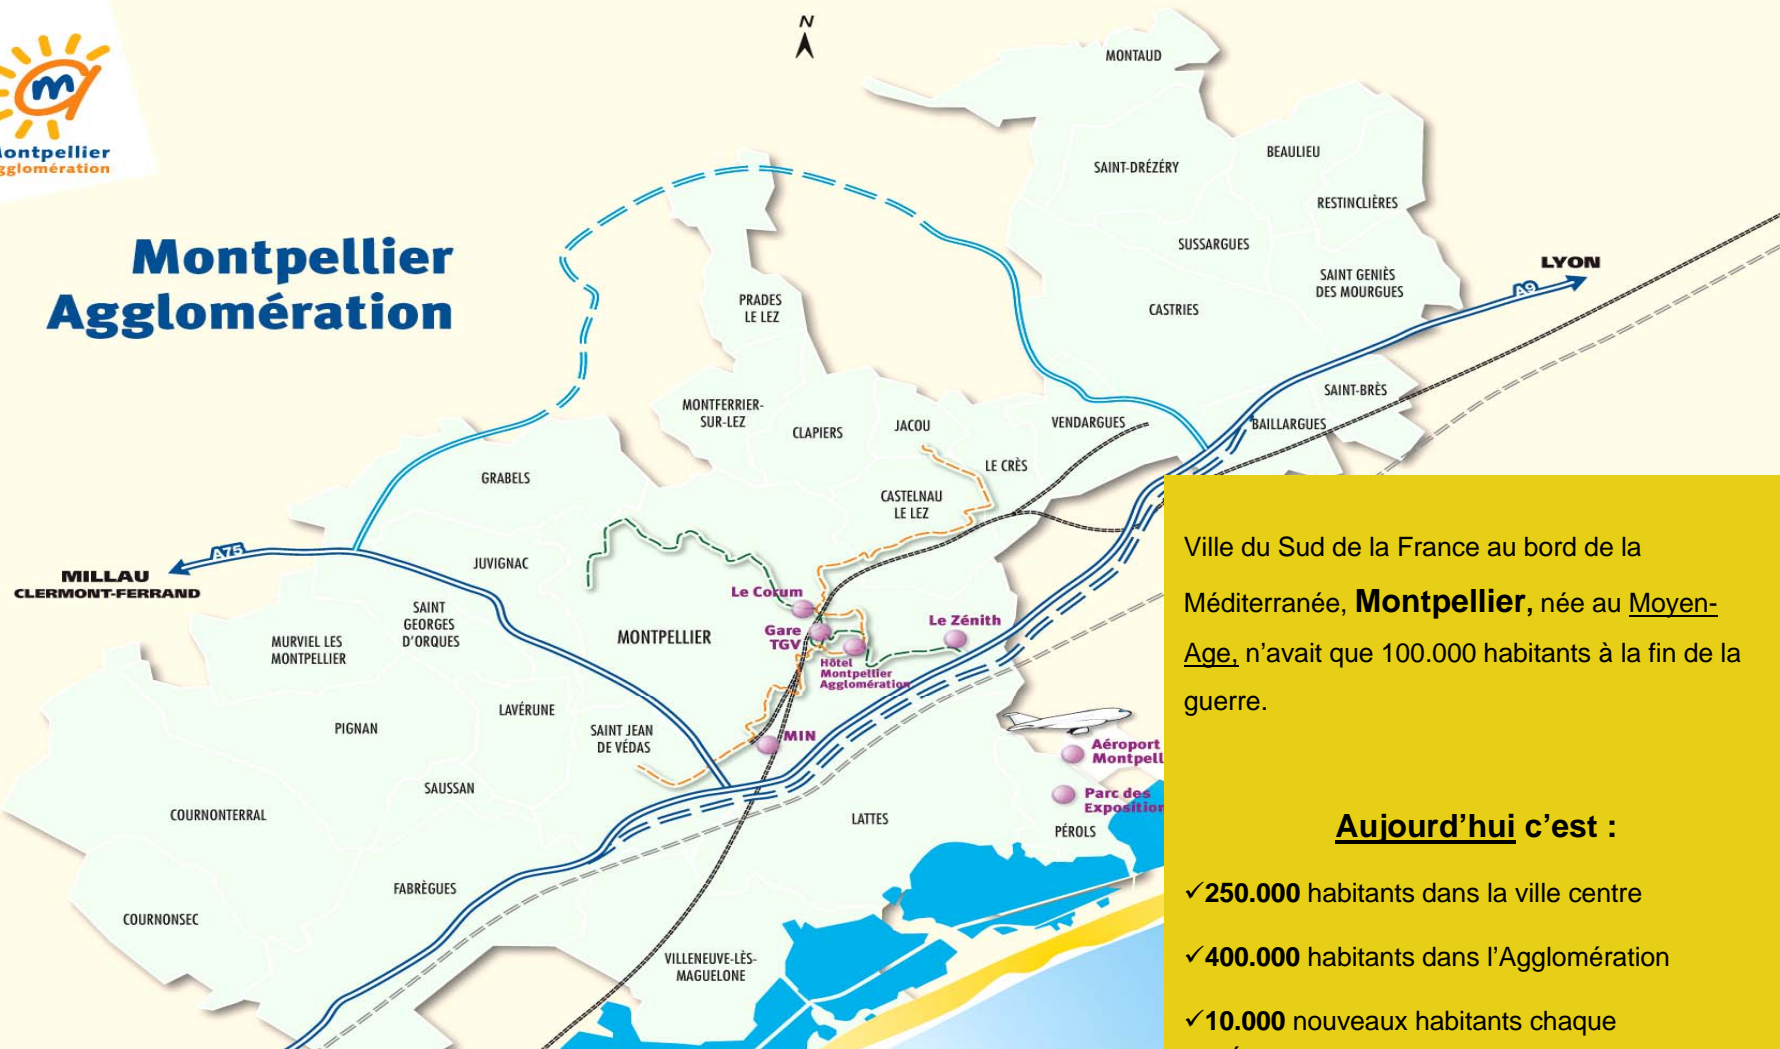 N
Montpellier
Agglomération
Montpellier
Agglomération
MONTAUD
SAINT-DRÉZÉRY
BEAULIEU
RESTINCLIÈRES
SUSSARGUES
LYON
A9
SAINT GENIÈS
DES MOURGUES
CASTRIES
PRADES
LE LEZ
SAINT-BRÈS
MONTFERRIER-
SUR-LEZ
CLAPIERS
JACOU
VENDARGUES
BAILLARGUES
LE CRÈS
GRABELS
CASTELNAU
LE LEZ
A75
MILLAU
CLERMONT-FERRAND
JUVIGNAC
SAINT
GEORGES
D'ORQUES
MURVIEL LES
MONTPELLIER
MONTPELLIER
Le Corum
Gare
TGV
Hôtel
Montpellier
Agglomération
Le Zénith
LAVÉRUNE
PIGNAN
SAINT JEAN
DE VÉDAS
MIN
Aéroport
Montpell
Parc des
Exposition
SAUSSAN
COURNONTERRAL
LATTES
PÉROLS
FABRÈGUES
COURNONSEC
VILLENEUVE-LÈS-
MAGUELONE
Ville du Sud de la France au bord de la
Méditerranée, Montpellier, née au Moyen-
Age, n'avait que 100.000 habitants à la fin de la
guerre.
Aujourd'hui c'est :
✓250.000 habitants dans la ville centre
✓400.000 habitants dans l'Agglomération
✓10.000 nouveaux habitants chaque